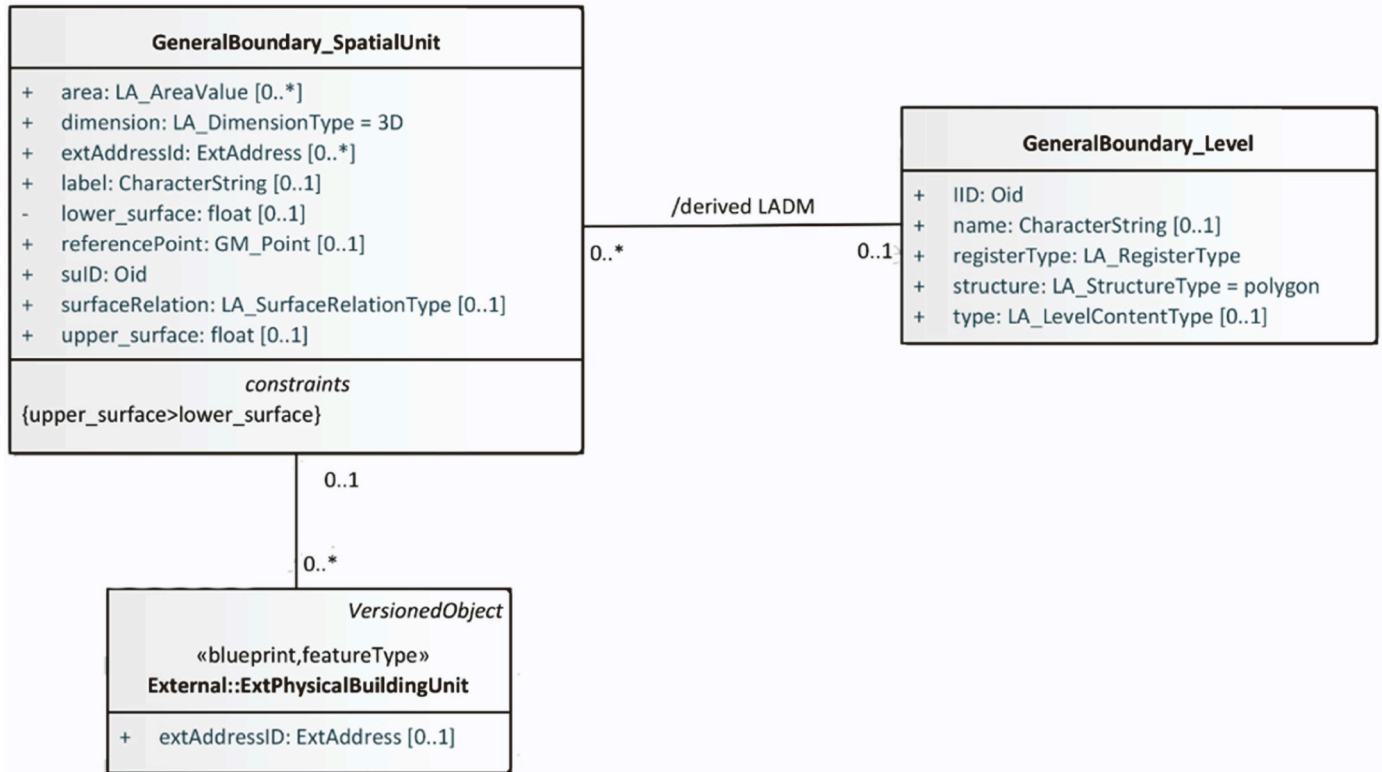 GeneralBoundary_SpatialUnit
+ area: LA_AreaValue [0..*]
+ dimension: LA_DimensionType = 3D
+ extAddressId: ExtAddress [0..*]
+ label: CharacterString [0..1]
- lower_surface: float [0..1]
+ referencePoint: GM_Point [0..1]
+ suID: Oid
+ surfaceRelation: LA_SurfaceRelationType [0..1]
+ upper_surface: float [0..1]
constraints
{upper_surface>lower_surface}
/derived LADM
0..*
0..1
GeneralBoundary_Level
+ lID: Oid
+ name: CharacterString [0..1]
+ registerType: LA_RegisterType
+ structure: LA_StructureType = polygon
+ type: LA_LevelContentType [0..1]
0..1
0..*
VersionedObject
«blueprint,featureType»
External::ExtPhysicalBuildingUnit
+ extAddressID: ExtAddress [0..1]